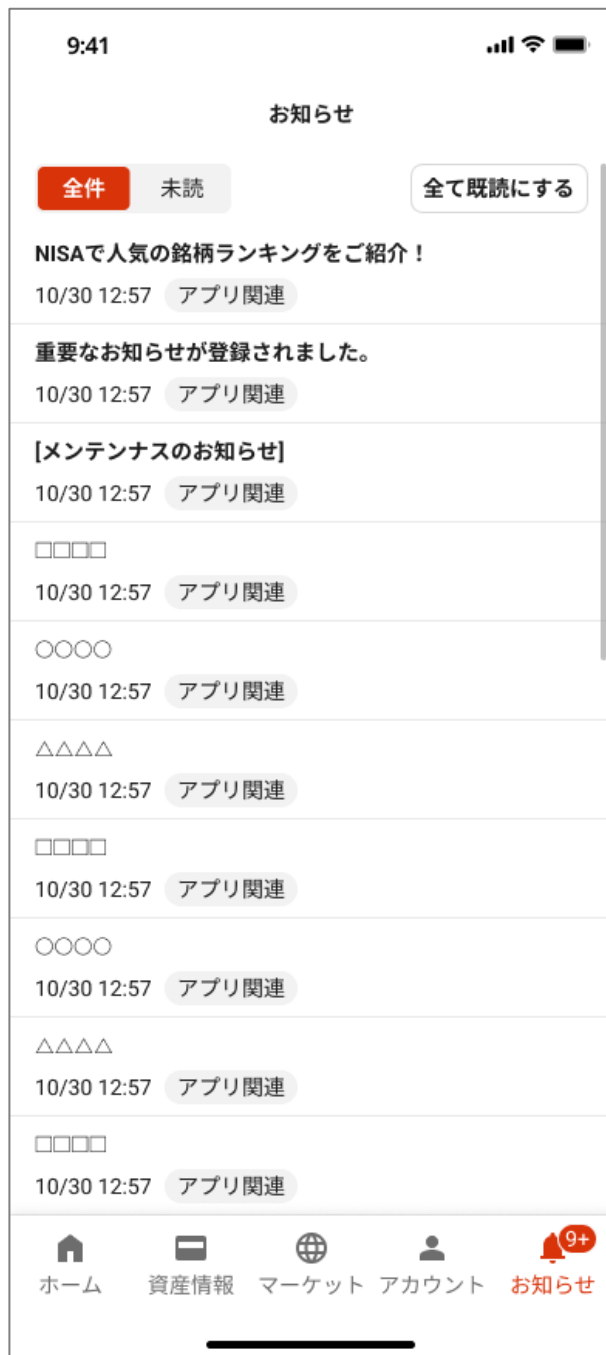 9:41
お知らせ
全件 未読 全て既読にする
NISAで人気の銘柄ランキングをご紹介！
10/30 12:57 アプリ関連
重要なお知らせが登録されました。
10/30 12:57 アプリ関連
[メンテンナスのお知らせ]
10/30 12:57 アプリ関連
□□□□
10/30 12:57 アプリ関連
○○○○
10/30 12:57 アプリ関連
△△△△
10/30 12:57 アプリ関連
□□□□
10/30 12:57 アプリ関連
○○○○
10/30 12:57 アプリ関連
△△△△
10/30 12:57 アプリ関連
□□□□
10/30 12:57 アプリ関連
9+
ホーム 資産情報 マーケット アカウント お知らせ